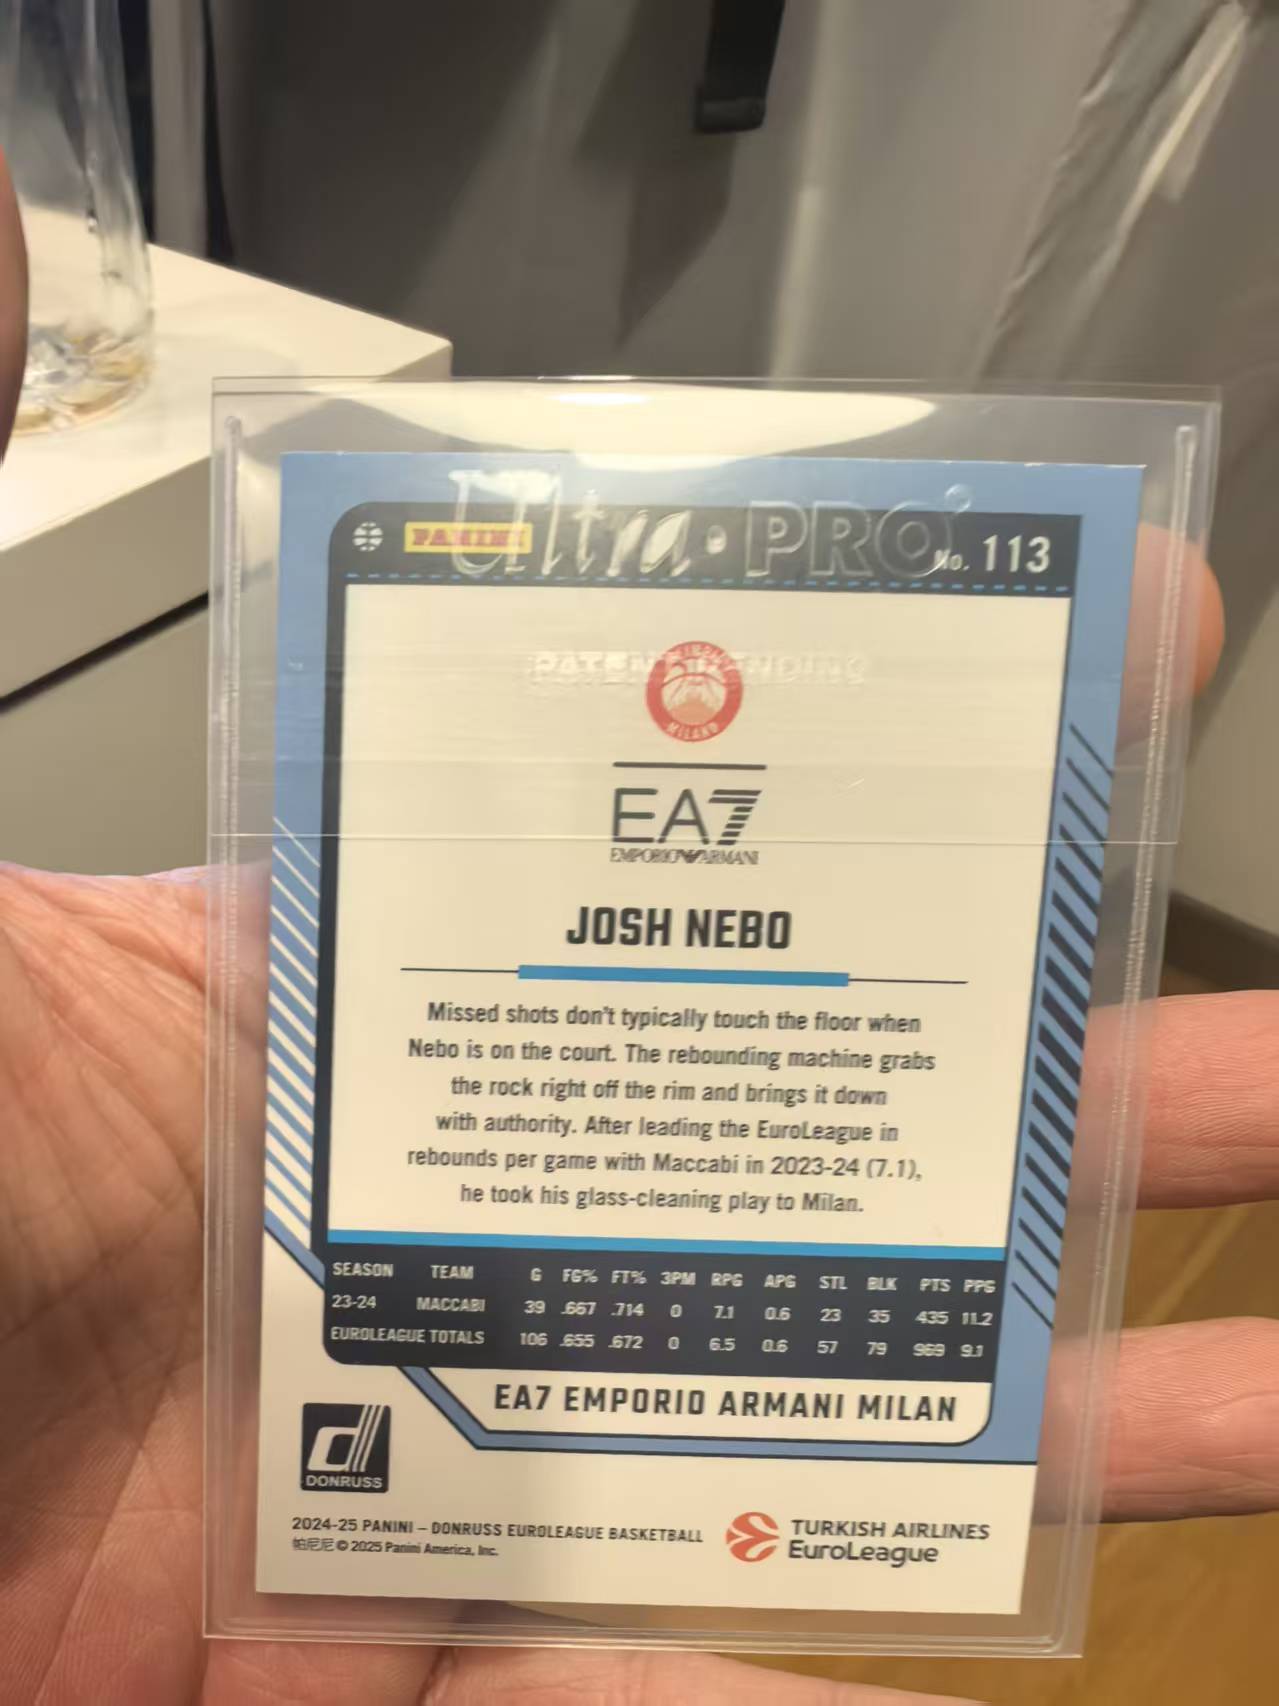 Ultra·PRO®
PANINI
No. 113
PATENT PENDING
MILANO
EA7
EMPORIO ARMANI
JOSH NEBO
Missed shots don't typically touch the floor when
Nebo is on the court. The rebounding machine grabs
the rock right off the rim and brings it down
with authority. After leading the EuroLeague in
rebounds per game with Maccabi in 2023-24 (7.1),
he took his glass-cleaning play to Milan.
SEASON TEAM G FG% FT% 3PM RPG APG STL BLK PTS PPG
23-24 MACCABI 39 .667 .714 0 7.1 0.6 23 35 435 11.2
EUROLEAGUE TOTALS 106 .655 .672 0 6.5 0.6 57 79 969 9.1
EA7 EMPORIO ARMANI MILAN
d
DONRUSS
2024-25 PANINI – DONRUSS EUROLEAGUE BASKETBALL
帕尼尼 © 2025 Panini America, Inc.
TURKISH AIRLINES
EuroLeague